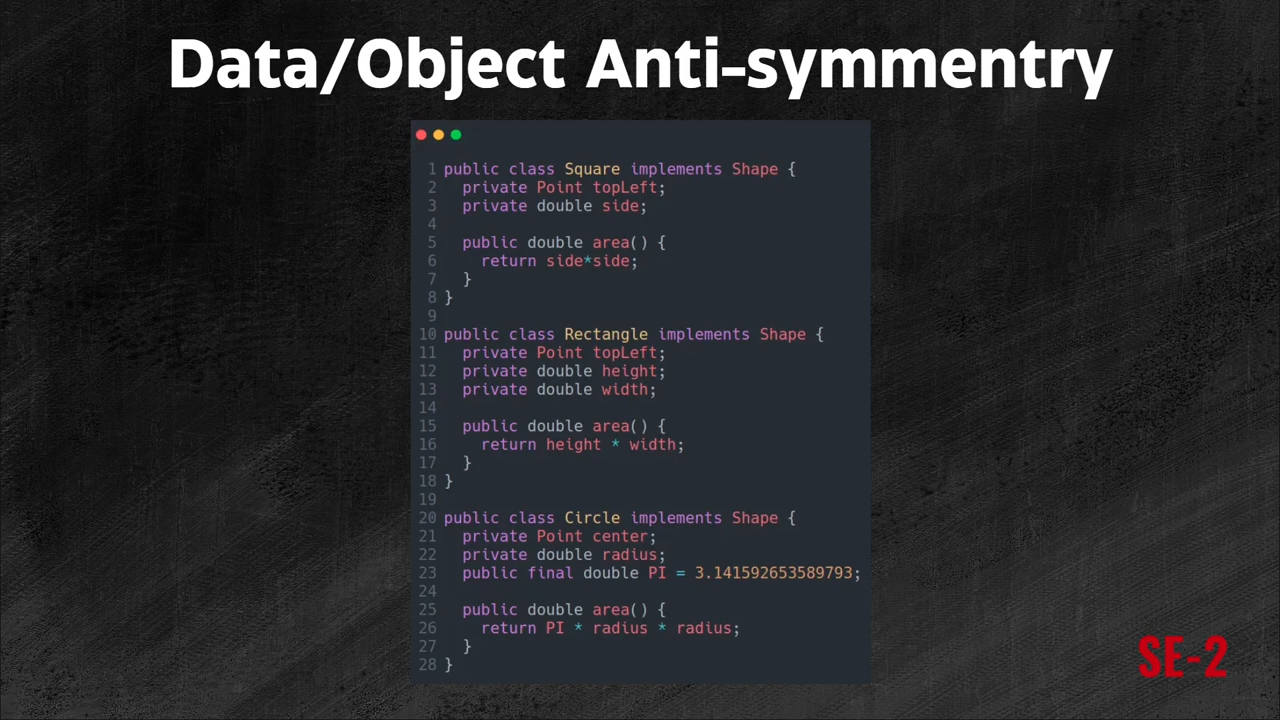 Data/Object Anti-symmentry
1 public class Square implements Shape {
2   private Point topLeft;
3   private double side;
4
5   public double area() {
6     return side*side;
7   }
8 }
9
10 public class Rectangle implements Shape {
11   private Point topLeft;
12   private double height;
13   private double width;
14
15   public double area() {
16     return height * width;
17   }
18 }
19
20 public class Circle implements Shape {
21   private Point center;
22   private double radius;
23   public final double PI = 3.141592653589793;
24
25   public double area() {
26     return PI * radius * radius;
27   }
28 }
SE-2